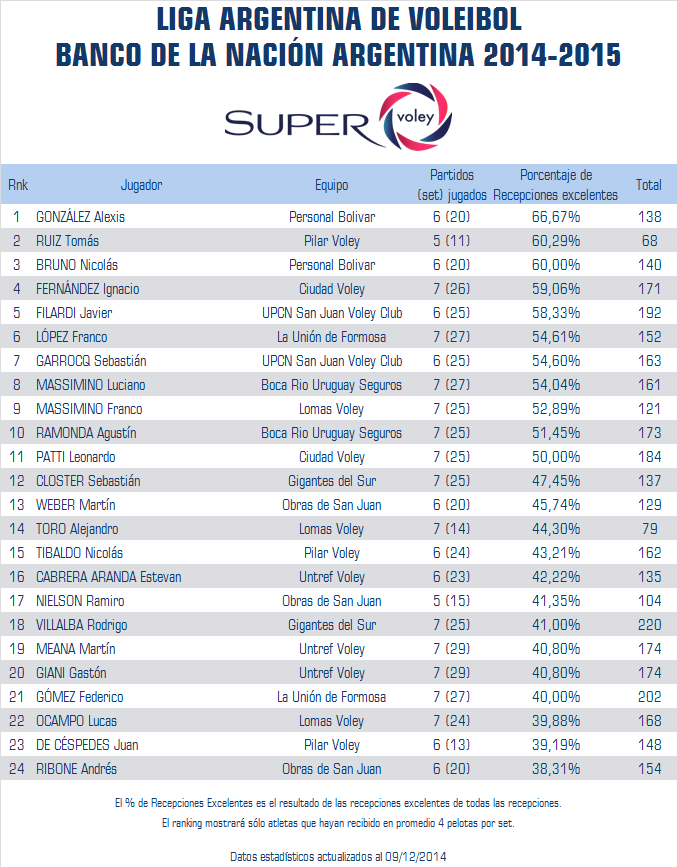 LIGA ARGENTINA DE VOLEIBOL
BANCO DE LA NACIÓN ARGENTINA 2014-2015
SUPER voley
Rnk Jugador Equipo Partidos (set) jugados Porcentaje de Recepciones excelentes Total
1 GONZÁLEZ Alexis Personal Bolivar 6 (20) 66,67% 138
2 RUIZ Tomás Pilar Voley 5 (11) 60,29% 68
3 BRUNO Nicolás Personal Bolivar 6 (20) 60,00% 140
4 FERNÁNDEZ Ignacio Ciudad Voley 7 (26) 59,06% 171
5 FILARDI Javier UPCN San Juan Voley Club 6 (25) 58,33% 192
6 LÓPEZ Franco La Unión de Formosa 7 (27) 54,61% 152
7 GARROCQ Sebastián UPCN San Juan Voley Club 6 (25) 54,60% 163
8 MASSIMINO Luciano Boca Rio Uruguay Seguros 7 (27) 54,04% 161
9 MASSIMINO Franco Lomas Voley 7 (25) 52,89% 121
10 RAMONDA Agustín Boca Rio Uruguay Seguros 7 (25) 51,45% 173
11 PATTI Leonardo Ciudad Voley 7 (25) 50,00% 184
12 CLOSTER Sebastián Gigantes del Sur 7 (25) 47,45% 137
13 WEBER Martín Obras de San Juan 6 (20) 45,74% 129
14 TORO Alejandro Lomas Voley 7 (14) 44,30% 79
15 TIBALDO Nicolás Pilar Voley 6 (24) 43,21% 162
16 CABRERA ARANDA Estevan Untref Voley 6 (23) 42,22% 135
17 NIELSON Ramiro Obras de San Juan 5 (15) 41,35% 104
18 VILLALBA Rodrigo Gigantes del Sur 7 (25) 41,00% 220
19 MEANA Martín Untref Voley 7 (29) 40,80% 174
20 GIANI Gastón Untref Voley 7 (29) 40,80% 174
21 GÓMEZ Federico La Unión de Formosa 7 (27) 40,00% 202
22 OCAMPO Lucas Lomas Voley 7 (24) 39,88% 168
23 DE CÉSPEDES Juan Pilar Voley 6 (13) 39,19% 148
24 RIBONE Andrés Obras de San Juan 6 (20) 38,31% 154
El % de Recepciones Excelentes es el resultado de las recepciones excelentes de todas las recepciones.
El ranking mostrará sólo atletas que hayan recibido en promedio 4 pelotas por set.
Datos estadísticos actualizados al 09/12/2014